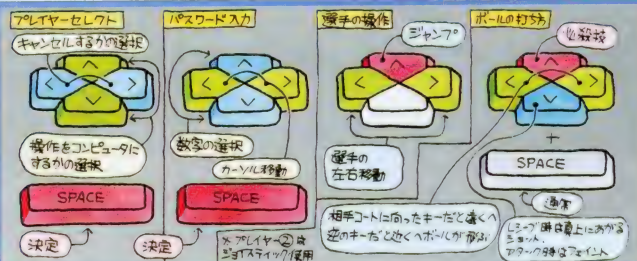 プレイヤーセレクト
キャンセルするかの選択
操作をコンピュータに
するかの選択
SPACE
決定
パスワード入力
数字の選択
カーソル移動
SPACE
決定
※プレイヤー②は
ジョイスティック使用
選手の操作
ジャンプ
選手の
左右移動
ボールの打ち方
必殺技
+
SPACE
通常
相手コートに向ったキーだと遠くへ
逆のキーだと近くへボールが飛ぶ
レシーブ時は真上にあがる
ショット.
アタック時はフェイント